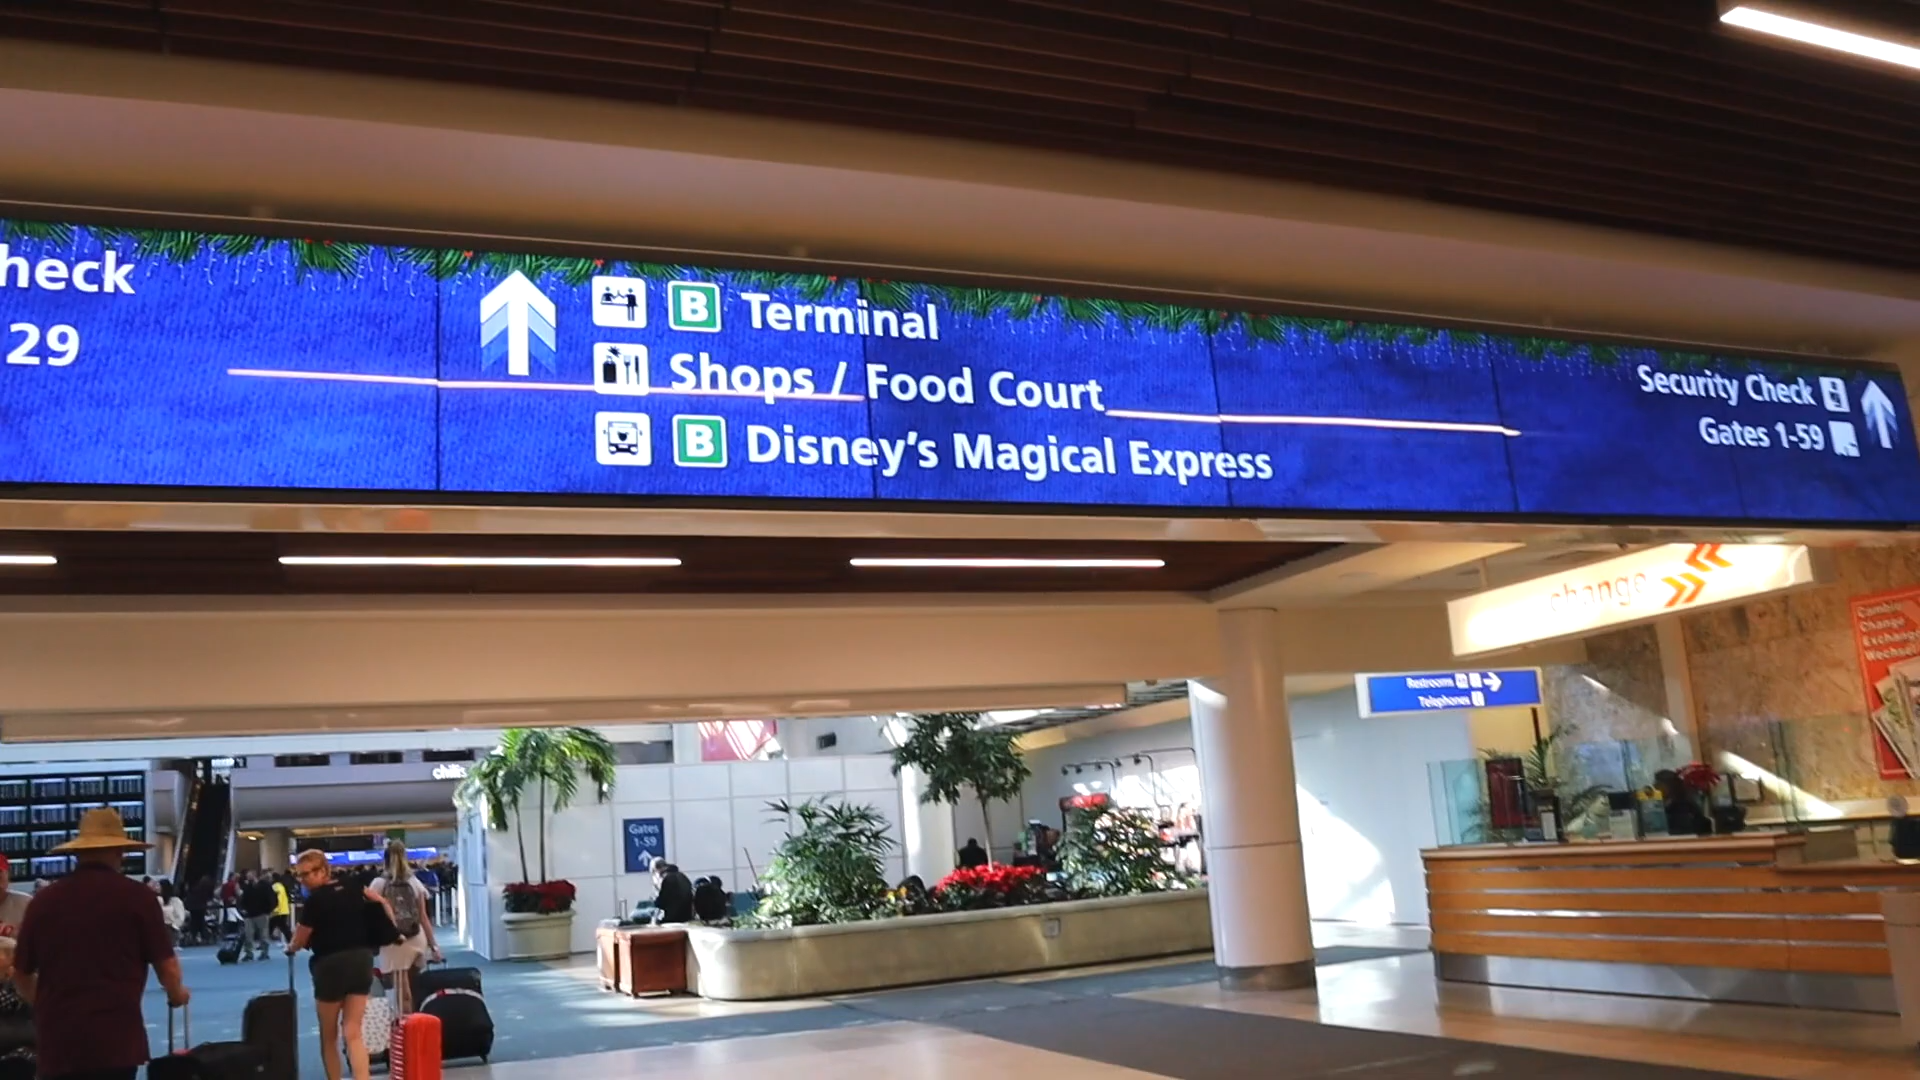 heck
29
B Terminal
Shops / Food Court
B Disney's Magical Express
Security Check
Gates 1-59
change
Cambio
Change
Exchange
Wechsel
Restrooms
Telephones
chilis
Gates
1-59